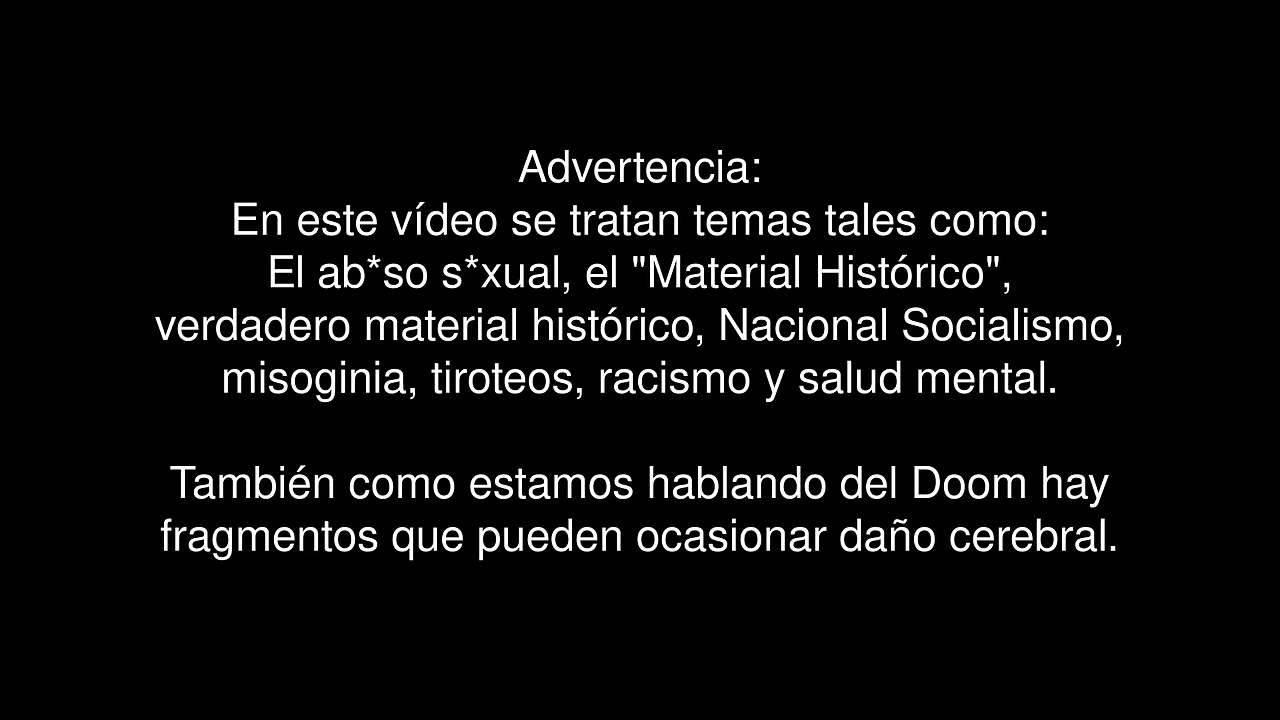 Advertencia:
En este vídeo se tratan temas tales como:
El ab*so s*xual, el "Material Histórico",
verdadero material histórico, Nacional Socialismo,
misoginia, tiroteos, racismo y salud mental.
También como estamos hablando del Doom hay
fragmentos que pueden ocasionar daño cerebral.